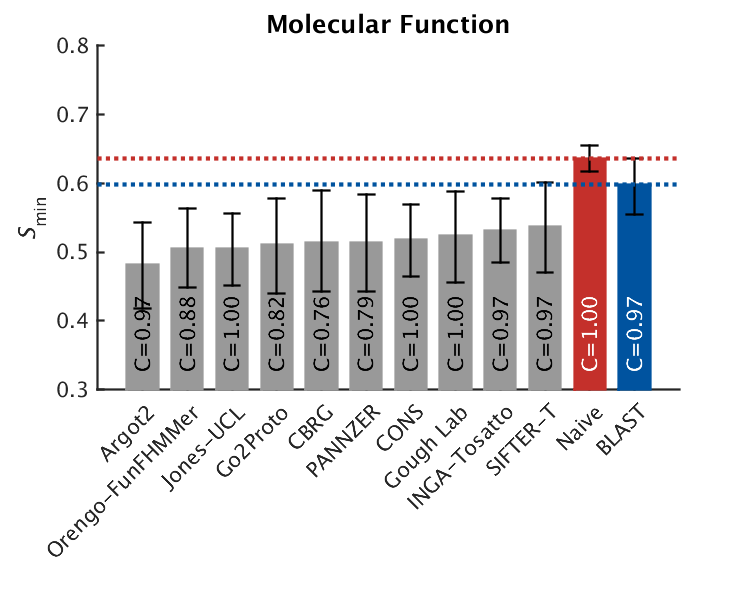 Molecular Function
0.8
0.7
0.6
0.5
0.4
0.3
Smin
C=0.97
C=0.88
C=1.00
C=0.82
C=0.76
C=0.79
C=1.00
C=1.00
C=0.97
C=0.97
C=1.00
C=0.97
Argot2
Orengo-FunFHMMer
Jones-UCL
Go2Proto
CBRG
PANNZER
CONS
Gough Lab
INGA-Tosatto
SIFTER-T
Naive
BLAST